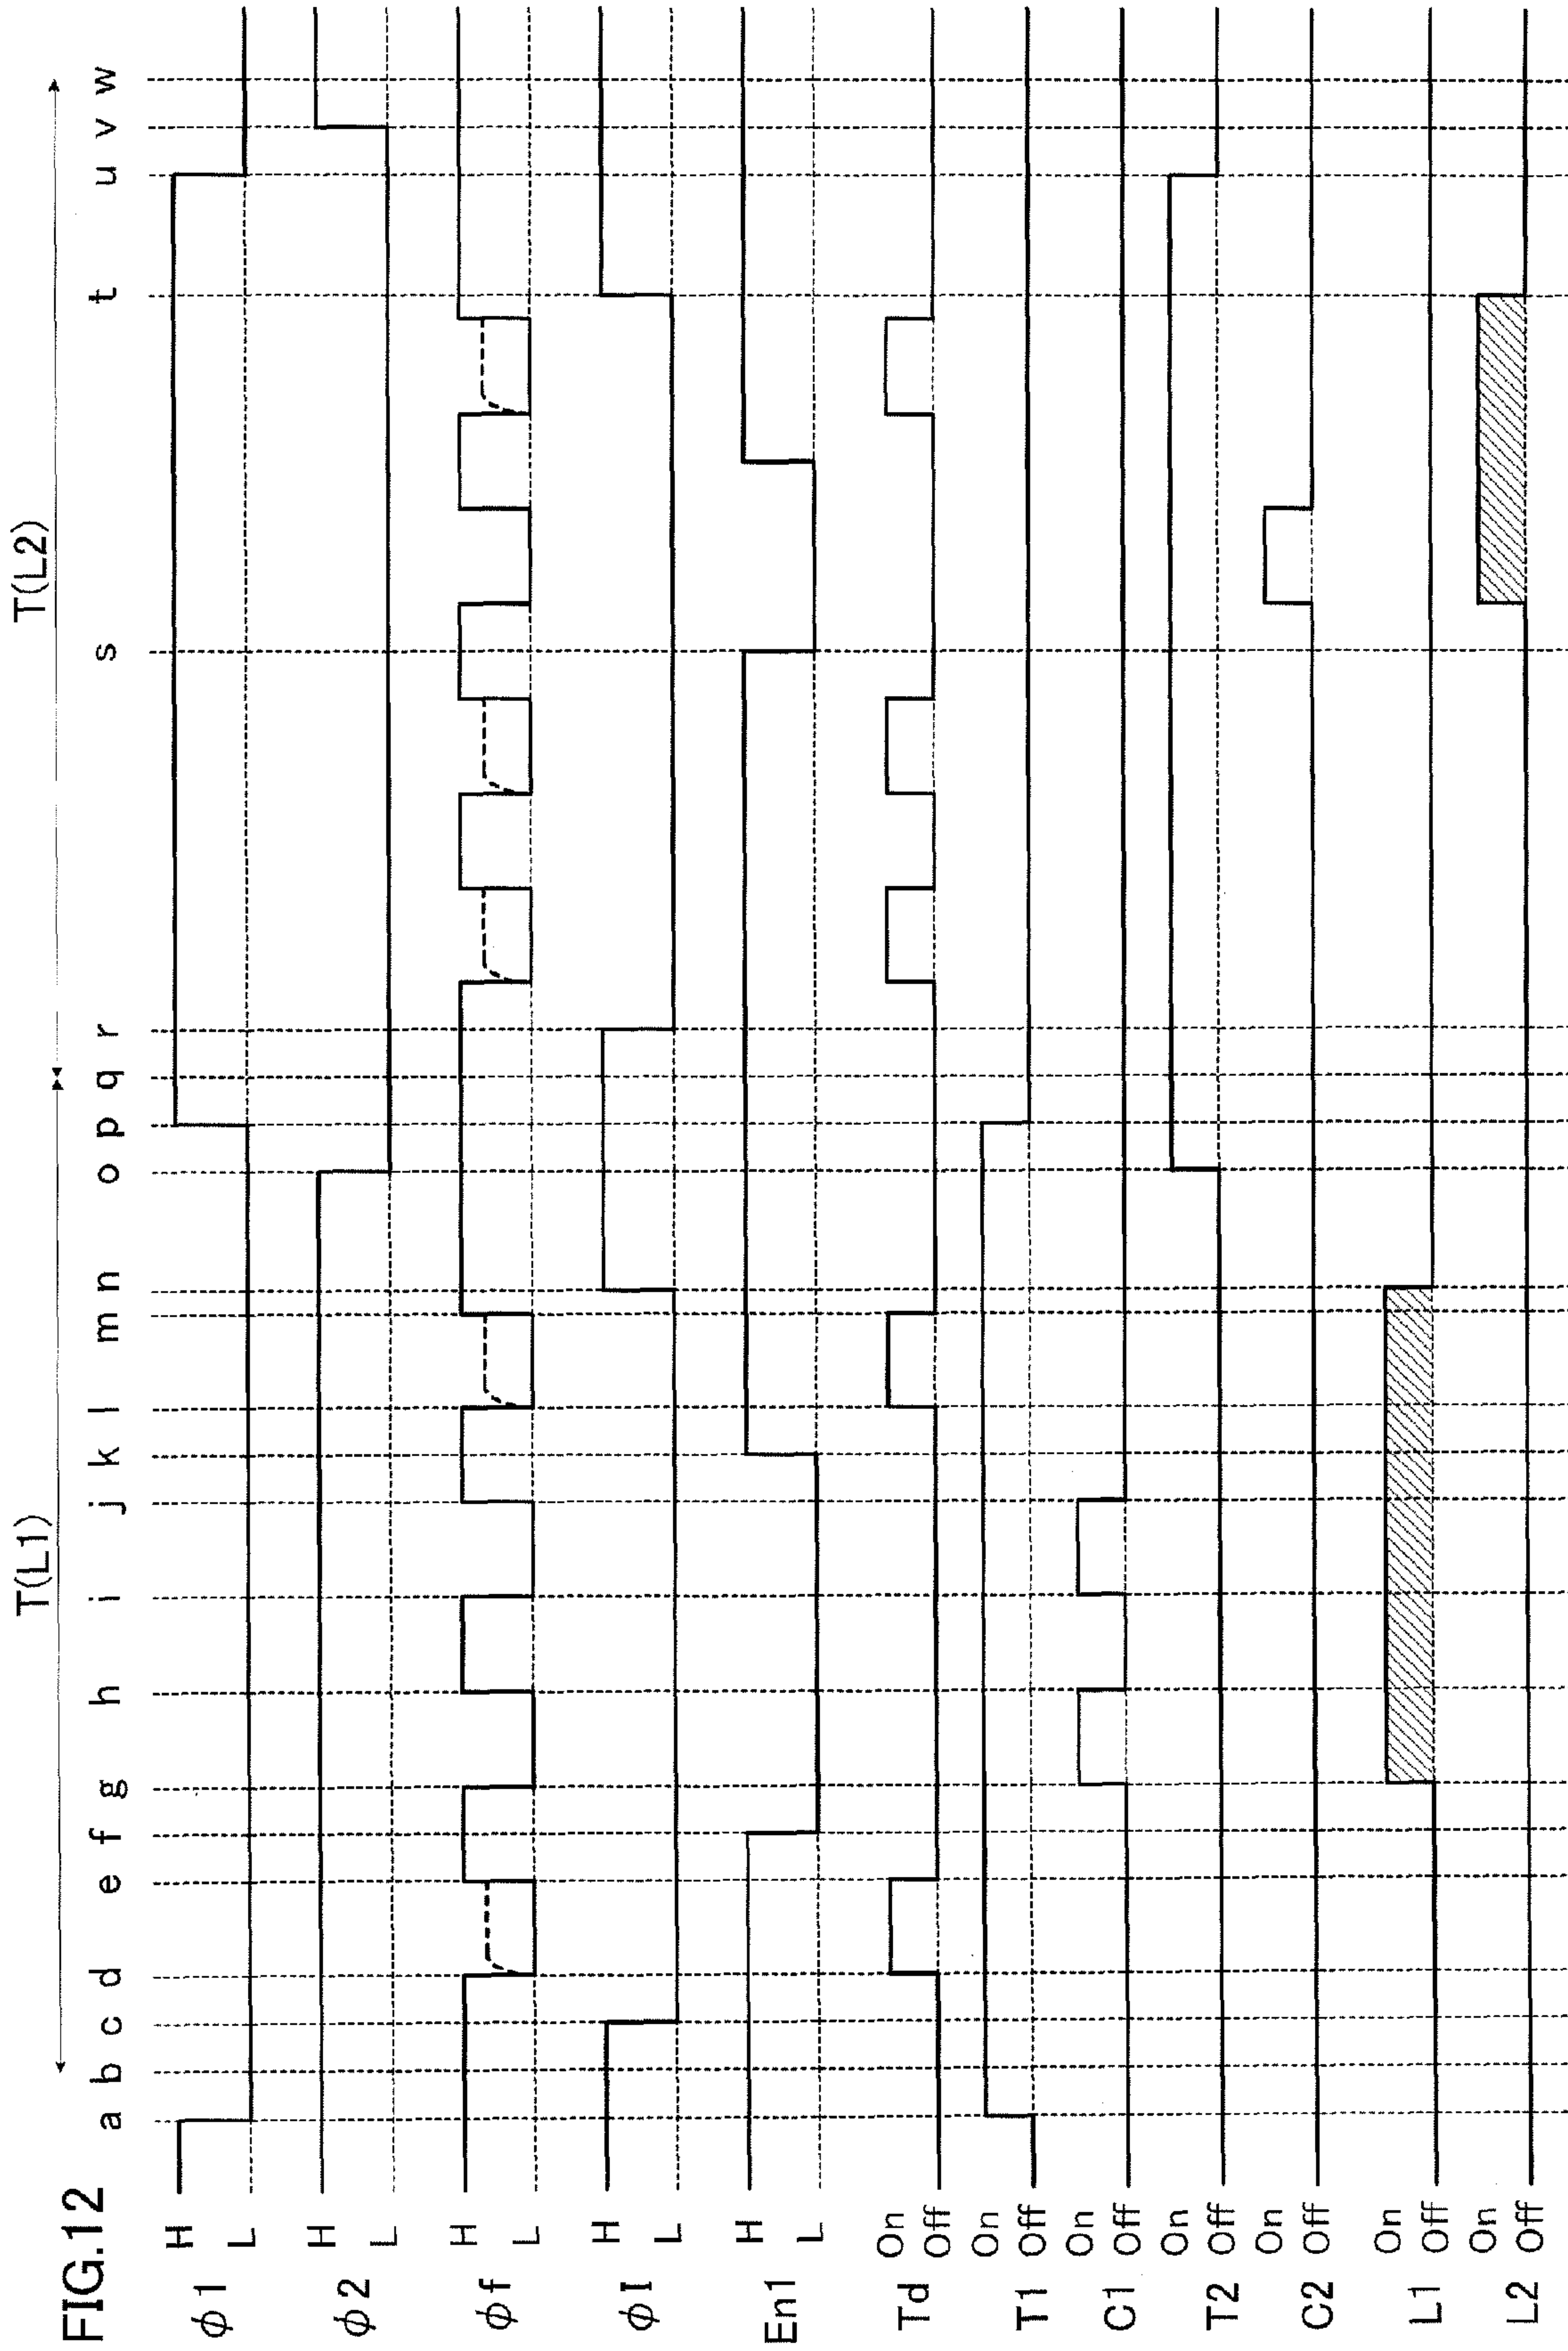 FIG.12
T(L1) T(L2)
a b c d e f g h i j k l m n o p q r s t u v w
φ1 H
L
φ2 H
L
φf H
L
φI H
L
En1 H
L
Td On
Off
T1 On
Off
C1 On
Off
T2 On
Off
C2 On
Off
L1 On
Off
L2 On
Off